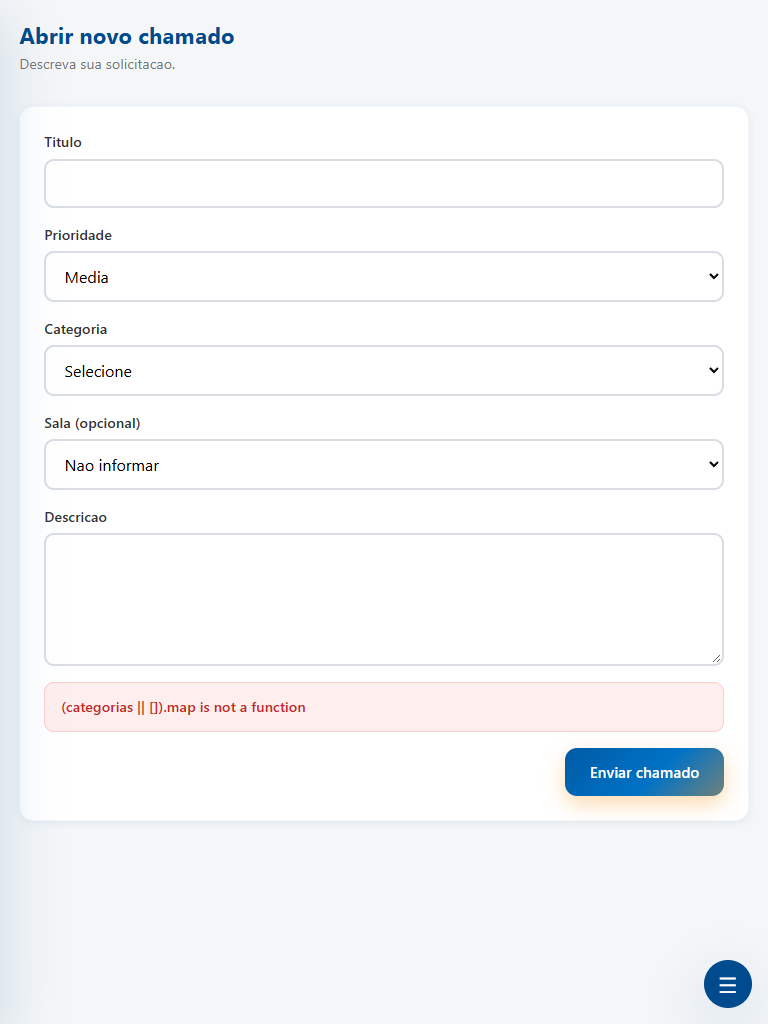 Abrir novo chamado
Descreva sua solicitacao.
Titulo
Prioridade
Media
Categoria
Selecione
Sala (opcional)
Nao informar
Descricao
(categorias || []).map is not a function
Enviar chamado